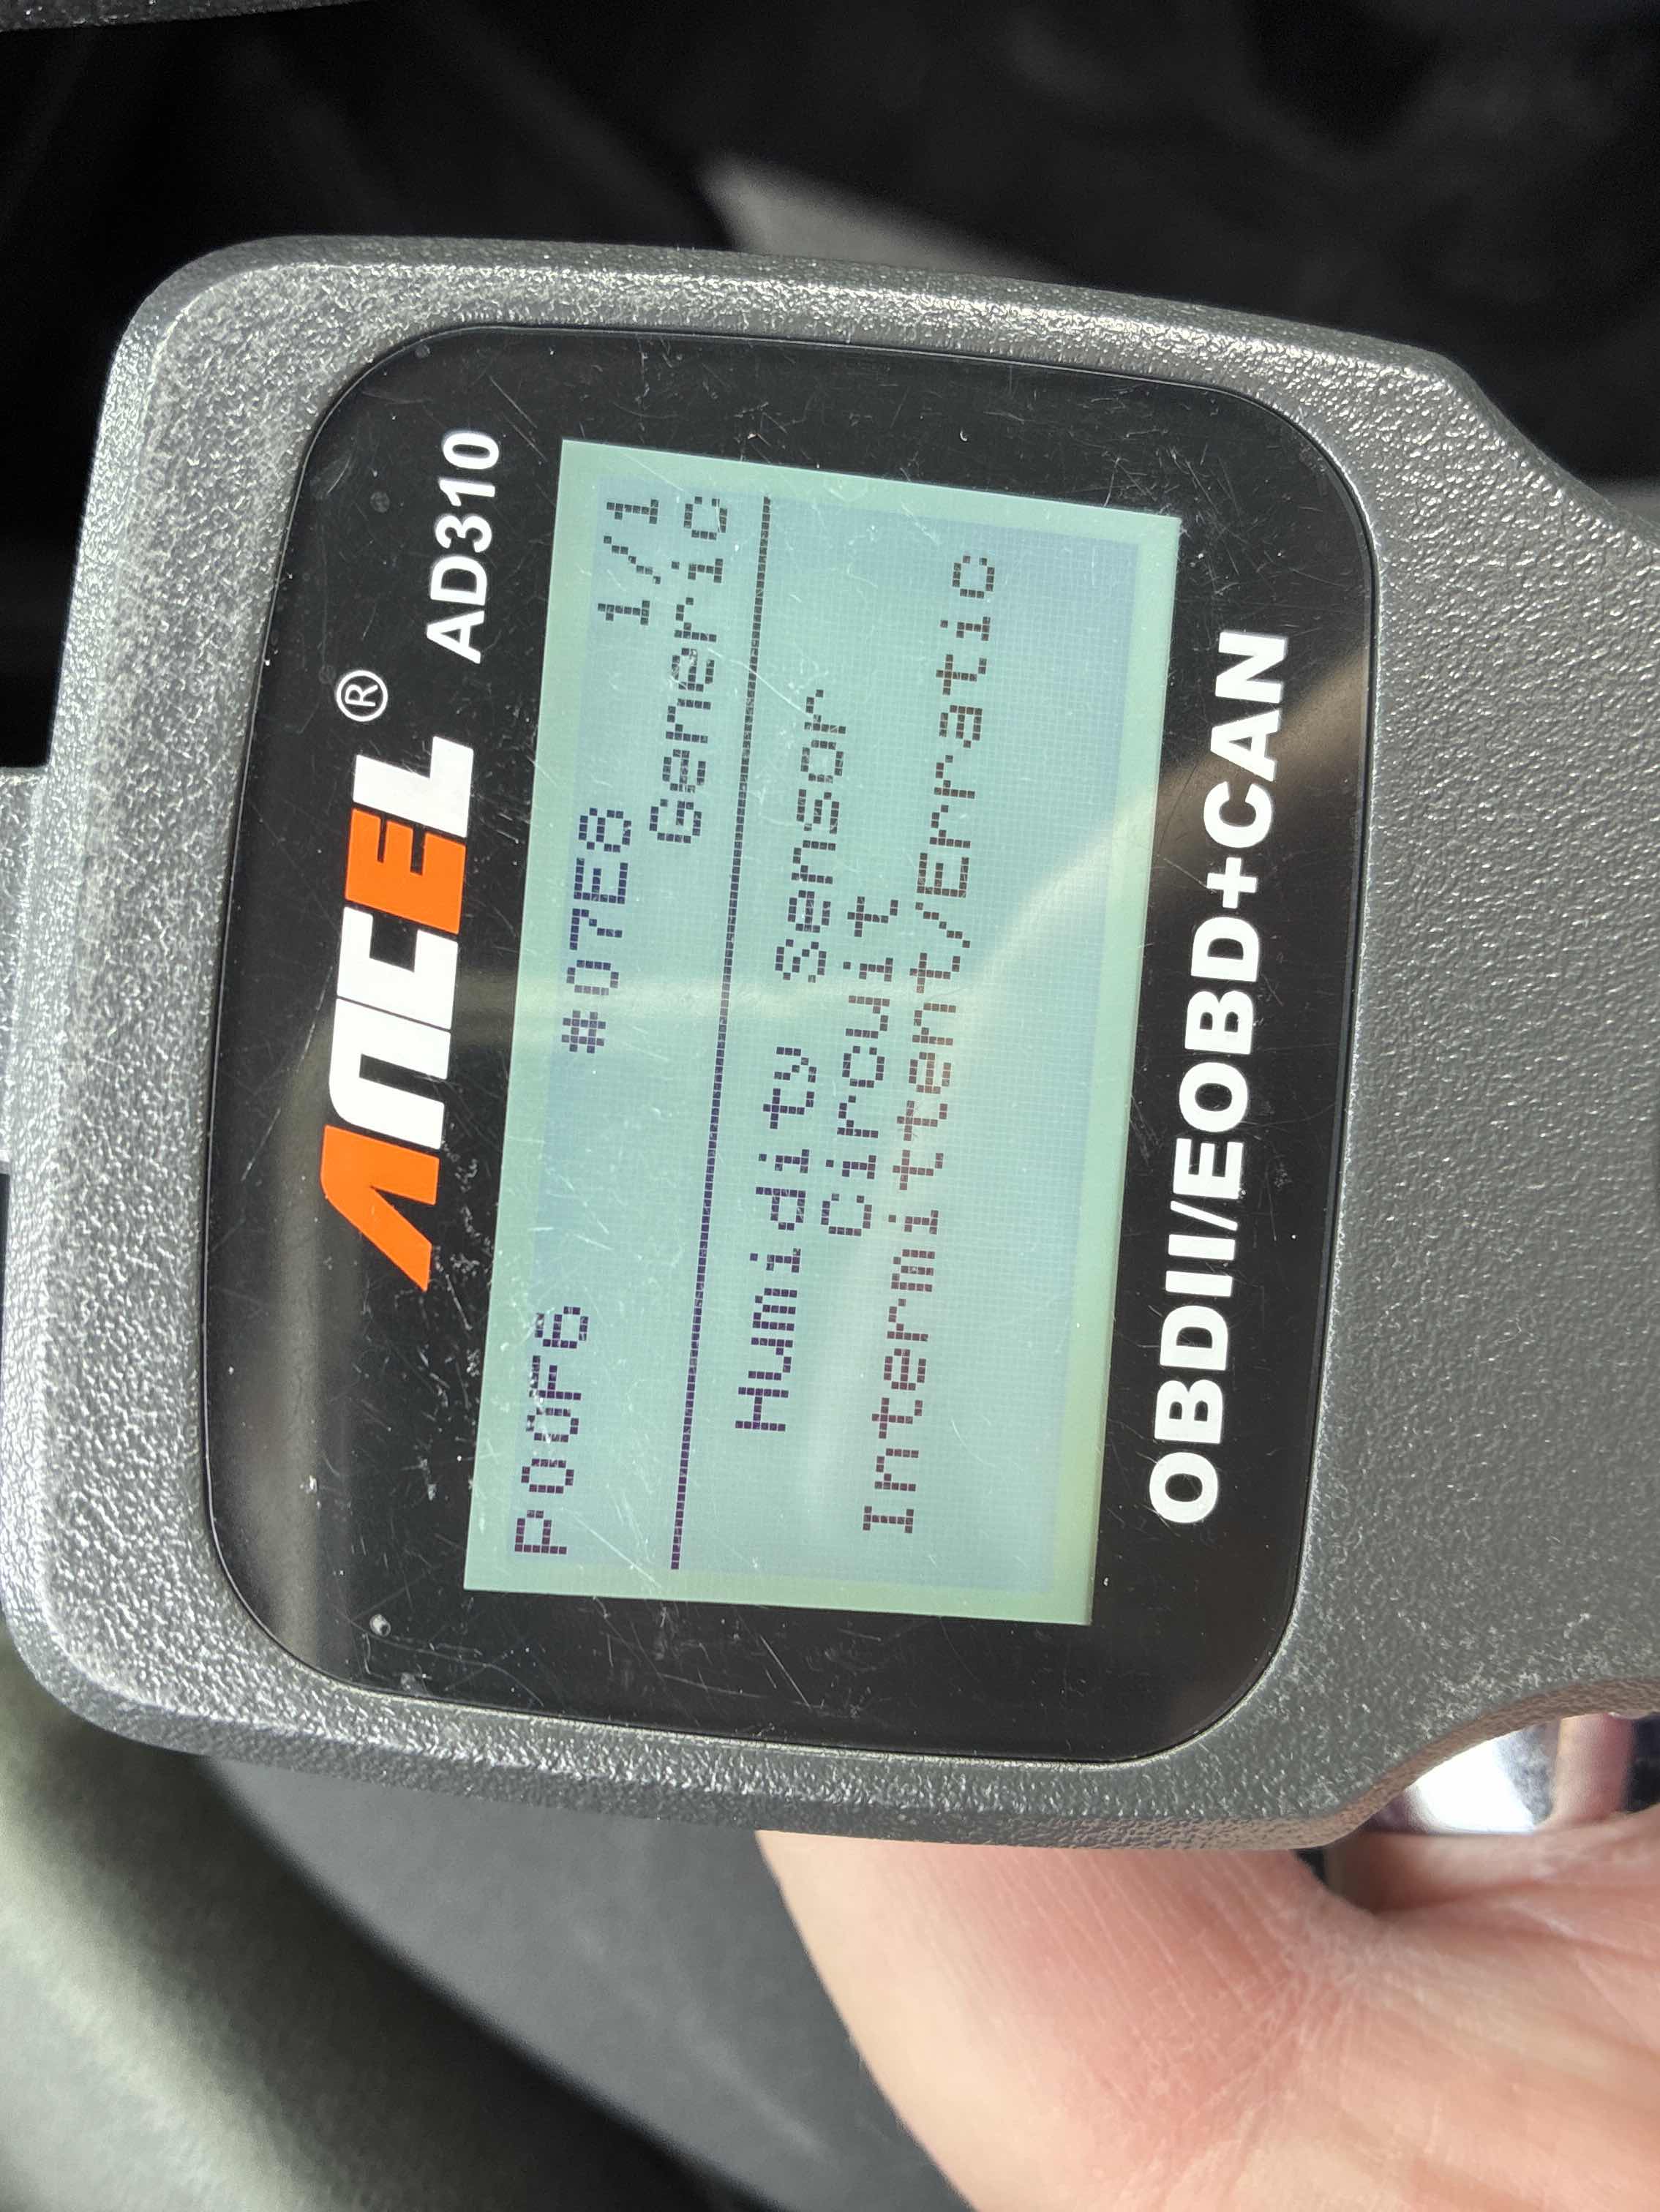 ANCEL® AD310
P00F6 #07E8 1/1
Generic
Humidity Sensor
Circuit
Intermittent/Erratic
OBDII/EOBD+CAN